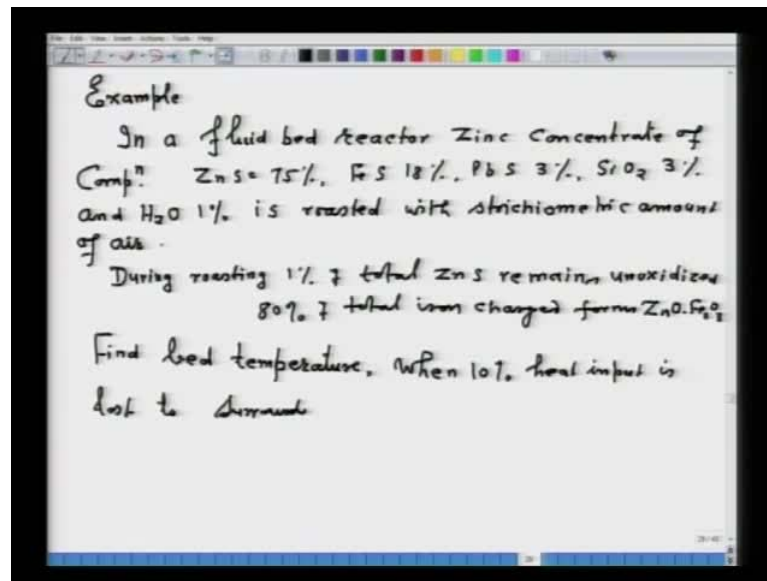 Example
In a fluid bed reactor Zinc Concentrate of
Compn. ZnS = 75%, FeS 18%, PbS 3%, SiO2 3%
and H2O 1% is roasted with stoichiometric amount
of air.
During roasting 1% of total ZnS remains unoxidized
80% of total iron charged forms ZnO.Fe2O3
Find bed temperature, When 10% heat input is
lost to surround